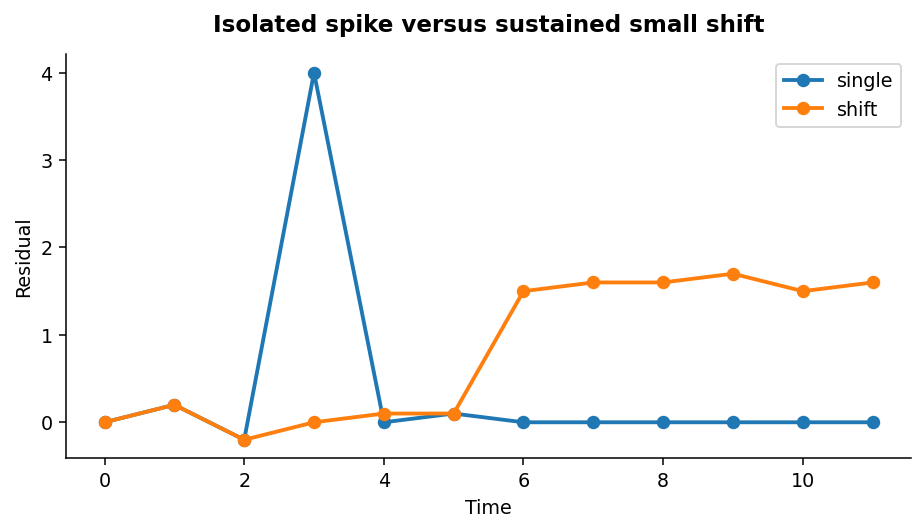 Isolated spike versus sustained small shift
single
shift
4
3
2
1
0
Residual
0 2 4 6 8 10
Time